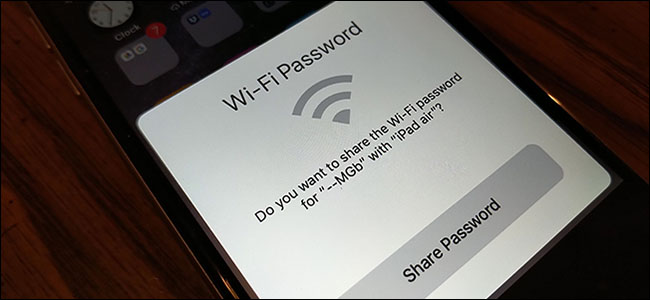 Clock
7
Wi-Fi Password
Do you want to share the Wi-Fi password
for "--MGb" with "iPad air"?
Share Password